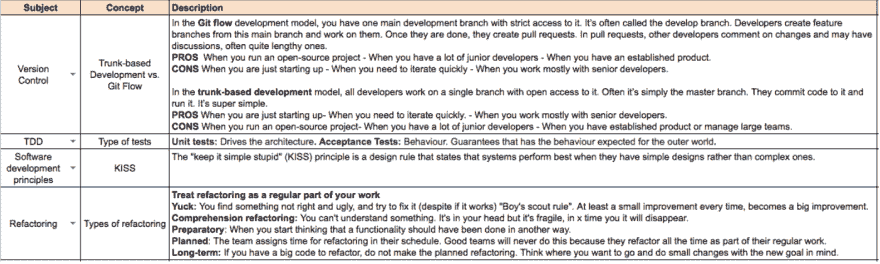 Subject Concept Description
In the Git flow development model, you have one main development branch with strict access to it. It's often called the develop branch. Developers create feature
branches from this main branch and work on them. Once they are done, they create pull requests. In pull requests, other developers comment on changes and may have
discussions, often quite lengthy ones.
PROS When you run an open-source project - When you have a lot of junior developers - When you have an established product.
CONS When you are just starting up - When you need to iterate quickly - When you work mostly with senior developers.
Version
Control
Trunk-based
Development vs.
Git Flow
In the trunk-based development model, all developers work on a single branch with open access to it. Often it's simply the master branch. They commit code to it and
run it. It's super simple.
PROS When you are just starting up- When you need to iterate quickly. - When you work mostly with senior developers.
CONS When you run an open-source project- When you have a lot of junior developers - When you have established product or manage large teams.
TDD Type of tests Unit tests: Drives the architecture. Acceptance Tests: Behaviour. Guarantees that has the behaviour expected for the outer world.
Software
development
principles
KISS
The "keep it simple stupid" (KISS) principle is a design rule that states that systems perform best when they have simple designs rather than complex ones.
Refactoring Types of refactoring
Treat refactoring as a regular part of your work
Yuck: You find something not right and ugly, and try to fix it (despite if it works) "Boy's scout rule". At least a small improvement every time, becomes a big improvement.
Comprehension refactoring: You can't understand something. It's in your head but it's fragile, in x time you it will disappear.
Preparatory: When you start thinking that a functionality should have been done in another way.
Planned: The team assigns time for refactoring in their schedule. Good teams will never do this because they refactor all the time as part of their regular work.
Long-term: If you have a big code to refactor, do not make the planned refactoring. Think where you want to go and do small changes with the new goal in mind.